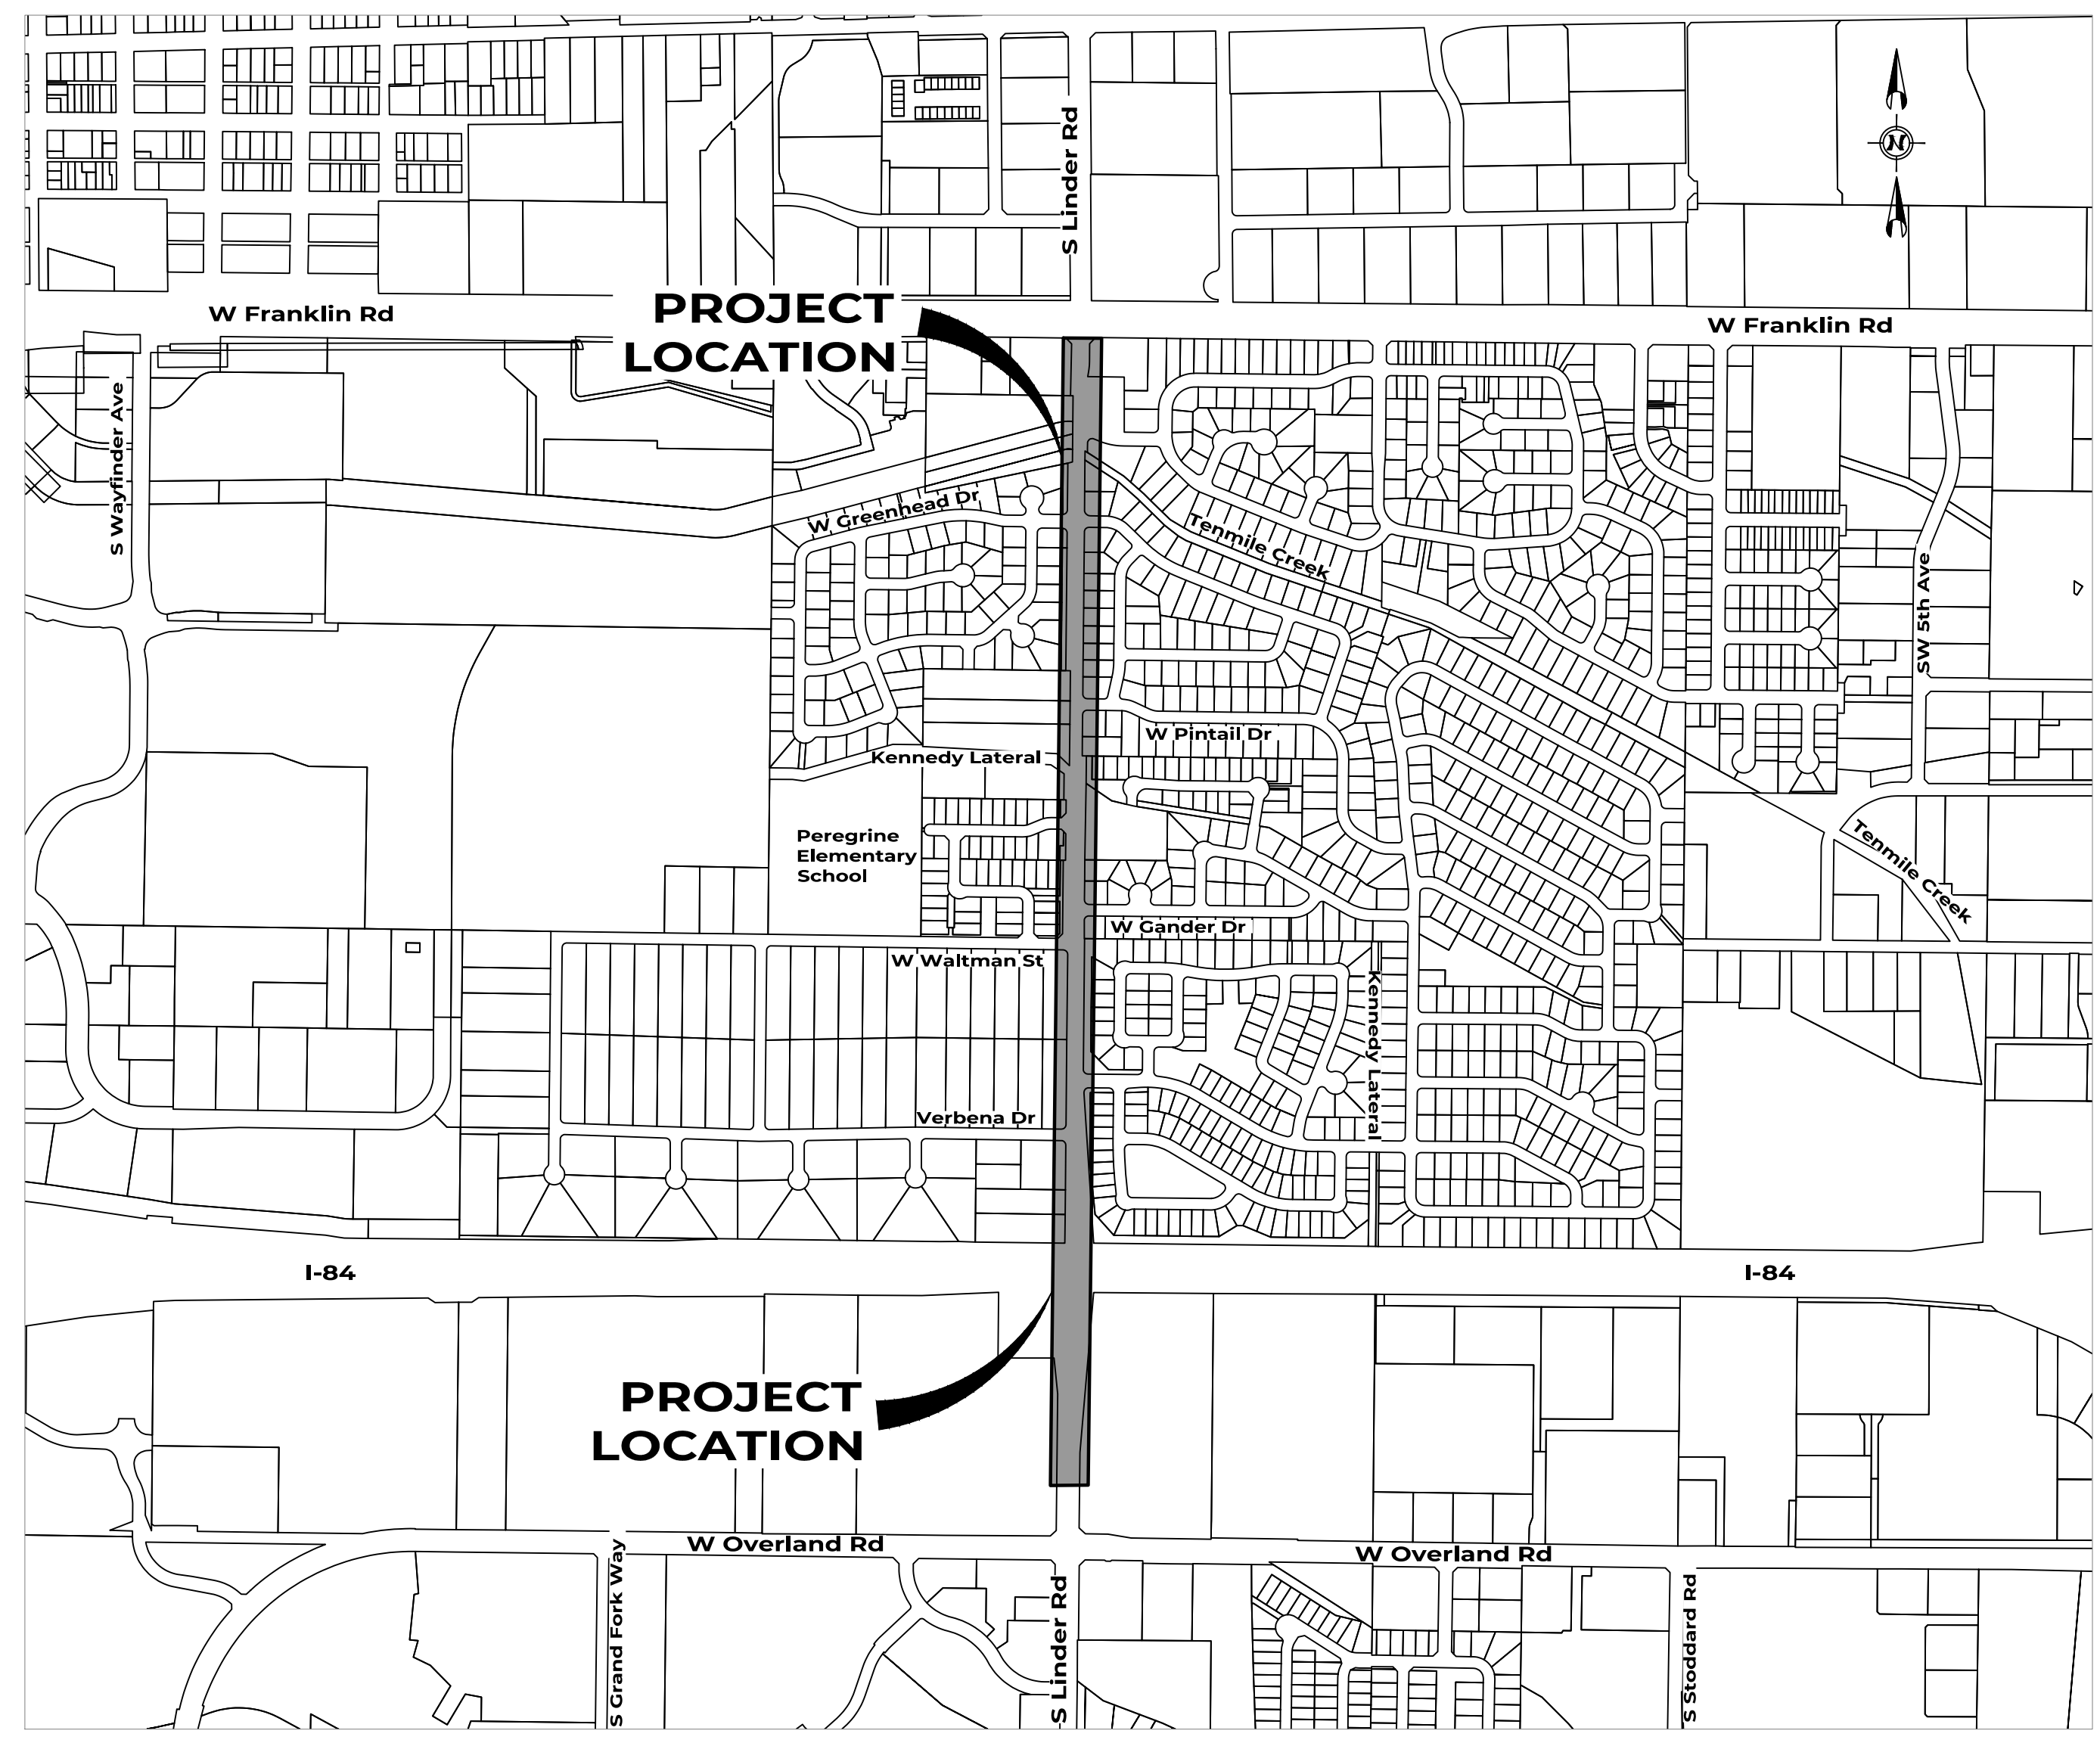 S Linder Rd
N
PROJECT
LOCATION
W Franklin Rd
W Franklin Rd
S Wayfinder Ave
W Greenhead Dr
Tenmile Creek
SW 5th Ave
W Pintail Dr
Kennedy Lateral
Peregrine
Elementary
School
Tenmile Creek
W Gander Dr
W Waltman St
Kennedy Lateral
Verbena Dr
I-84
I-84
PROJECT
LOCATION
W Overland Rd
W Overland Rd
S Grand Fork Way
S Linder Rd
S Stoddard Rd